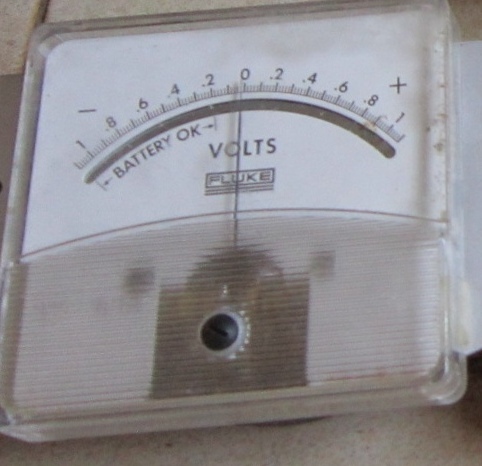 − 1 .8 .6 .4 .2 0 .2 .4 .6 .8 1 +
BATTERY OK
VOLTS
FLUKE